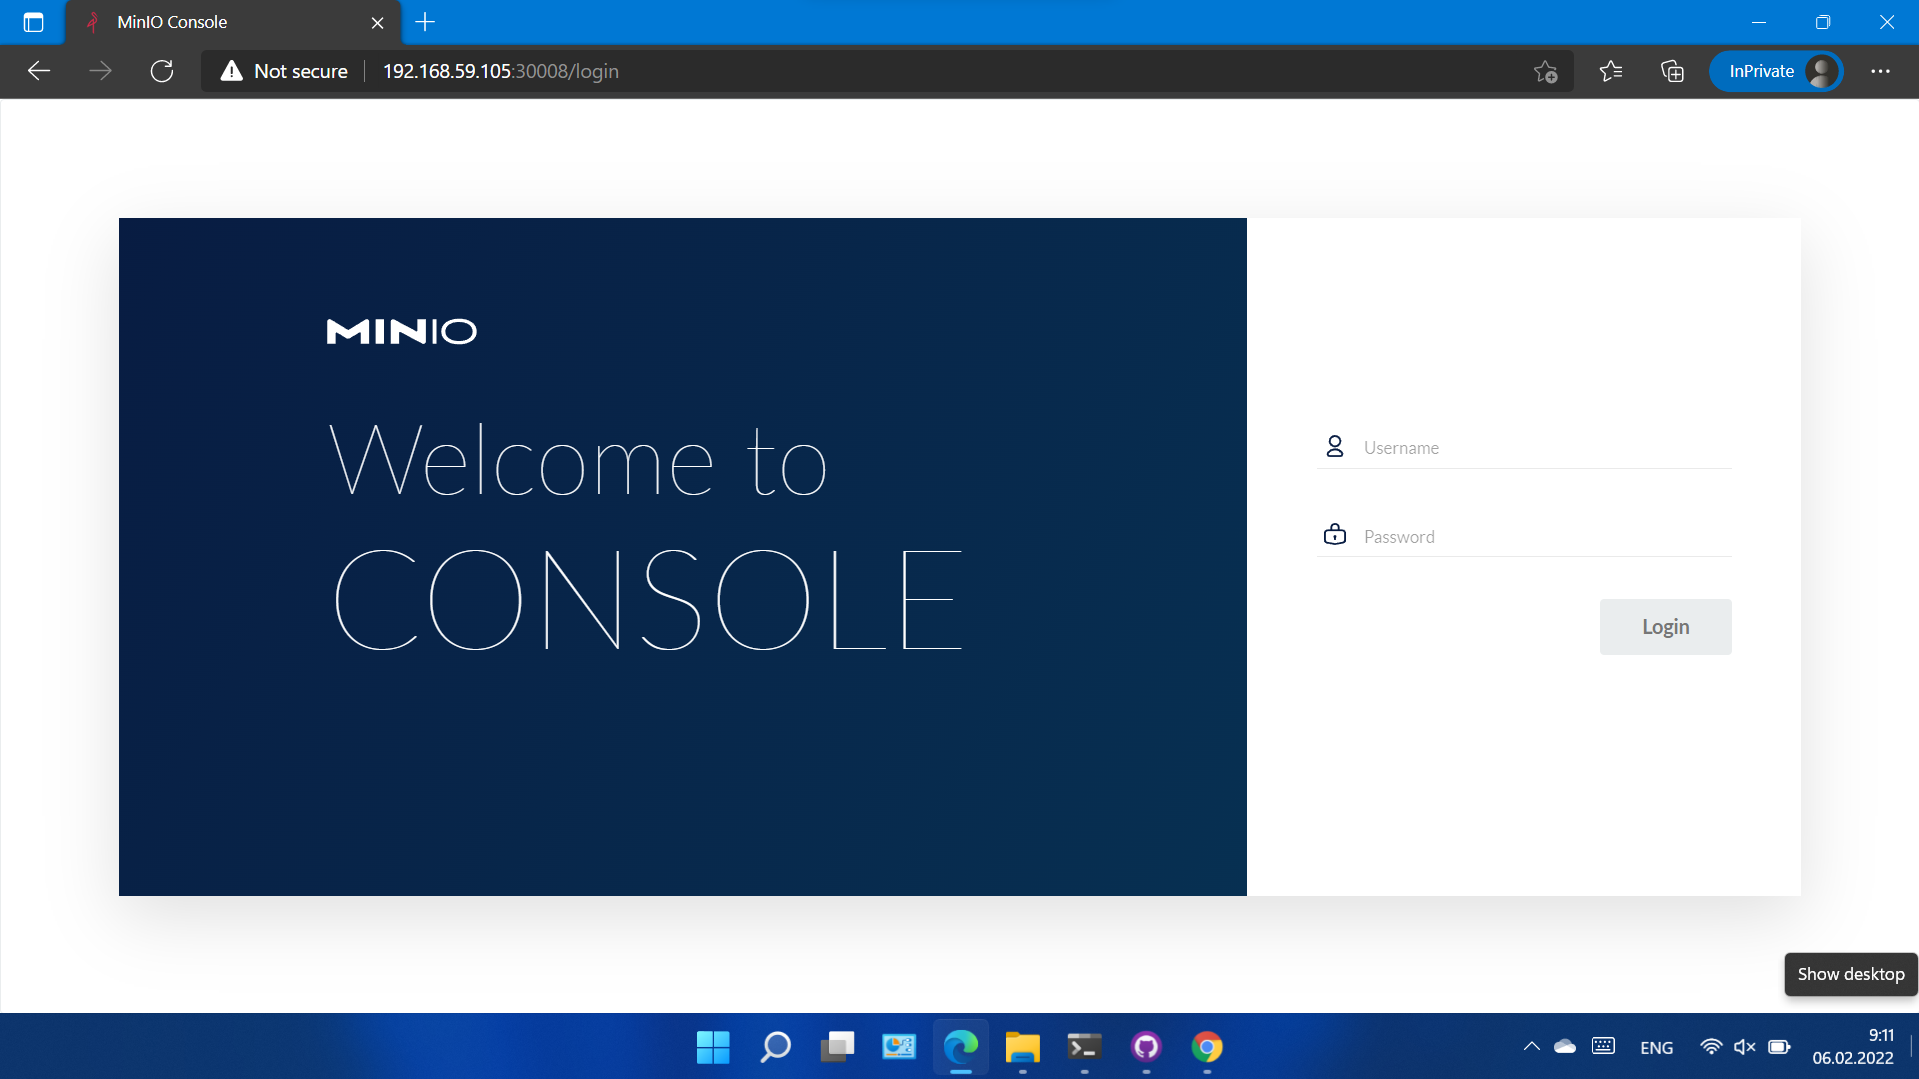 MinIO Console
Not secure
192.168.59.105:30008/login
InPrivate
MINIO
Welcome to
CONSOLE
Username
Password
Login
Show desktop
ENG
9:11
06.02.2022